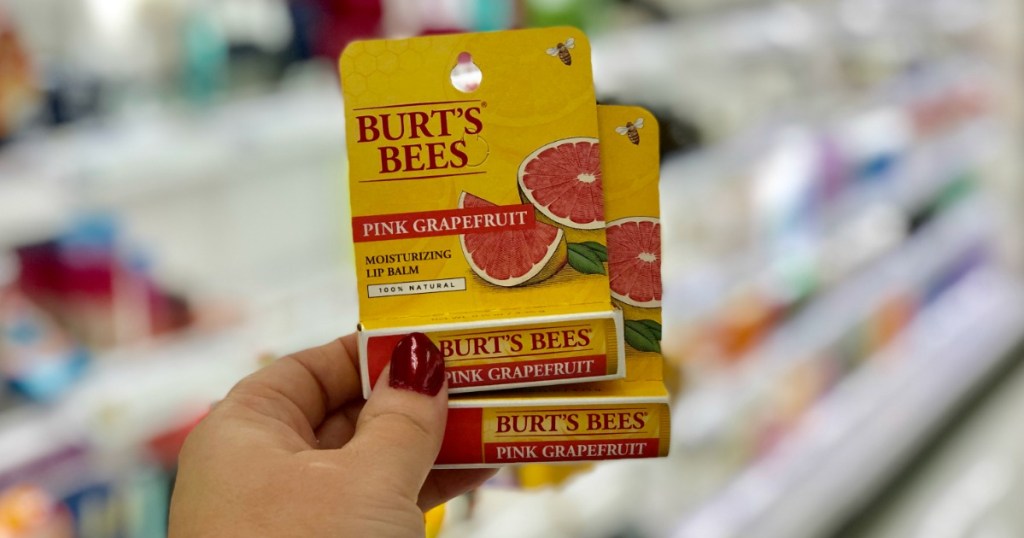 BURT'S
BEES®
PINK GRAPEFRUIT
MOISTURIZING
LIP BALM
100% NATURAL
BURT'S BEES®
PINK GRAPEFRUIT
BURT'S BEES®
PINK GRAPEFRUIT